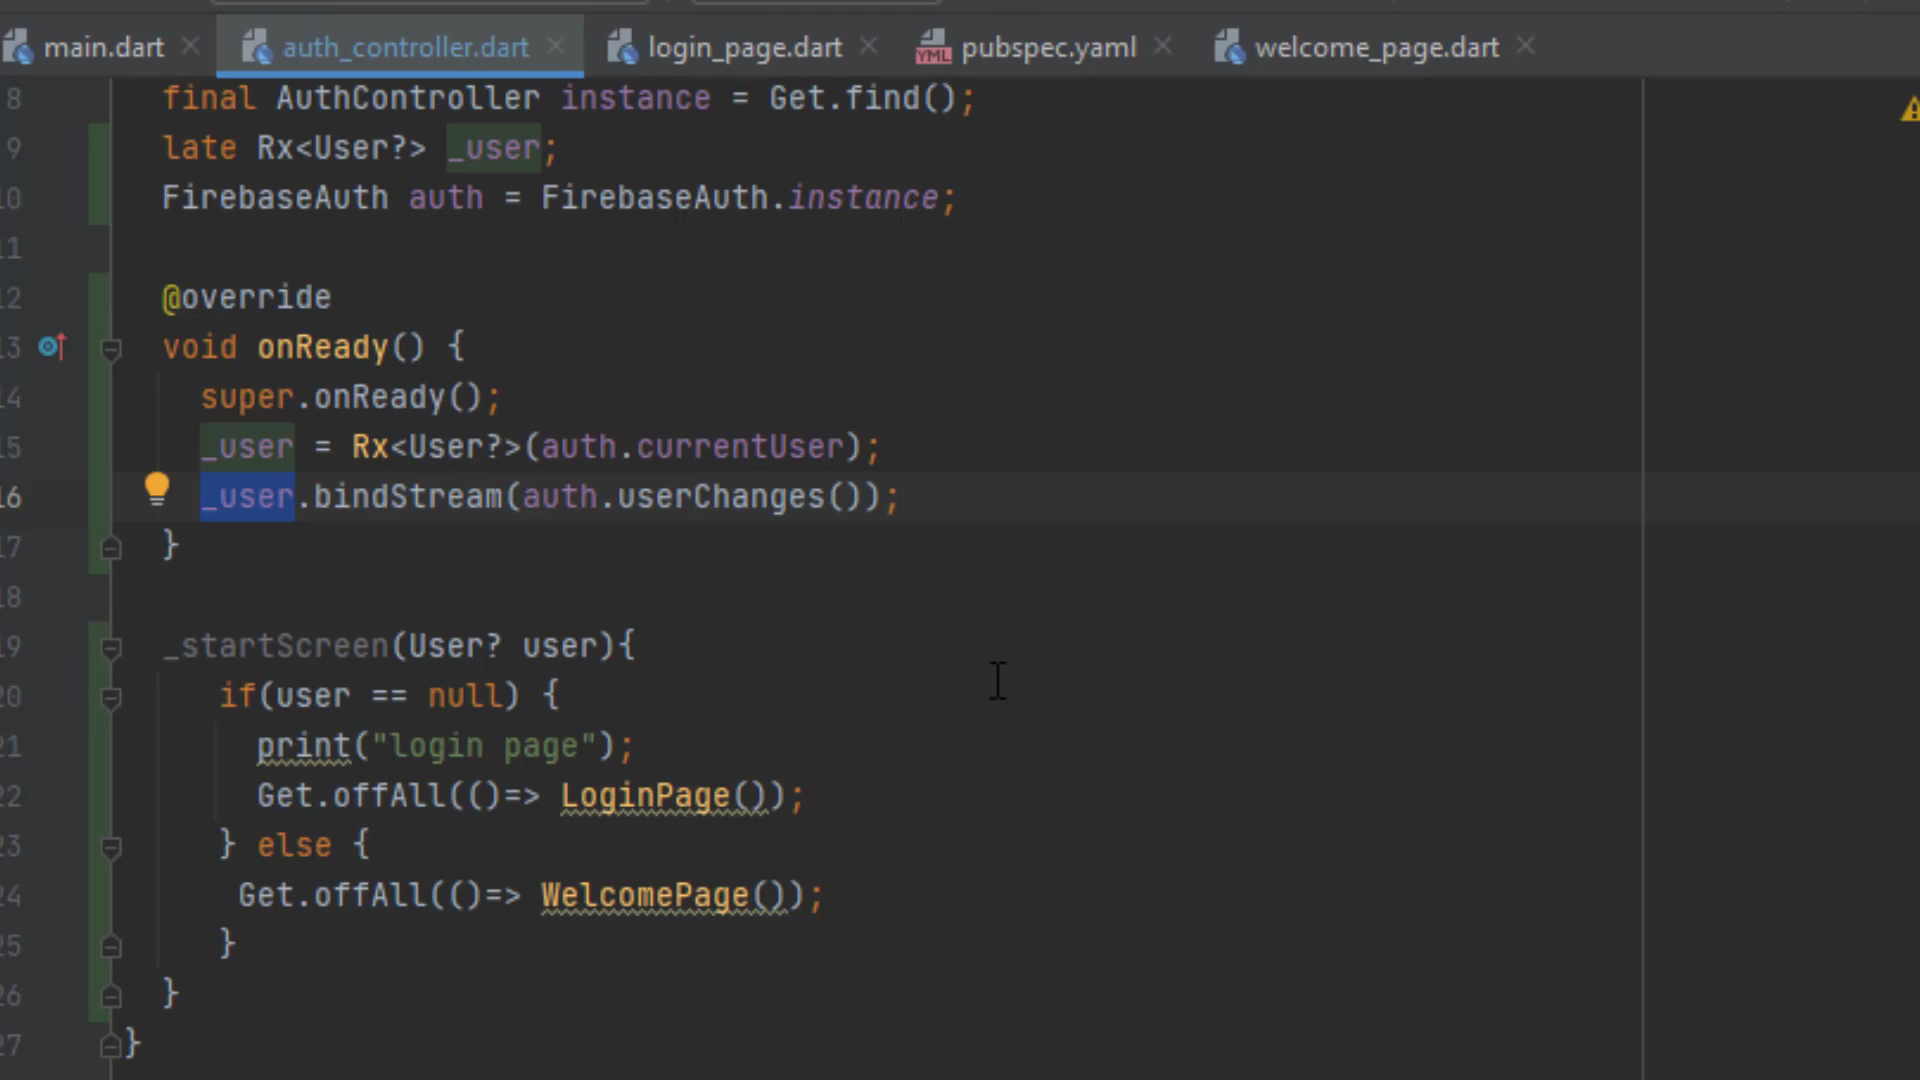 main.dart
auth_controller.dart
login_page.dart
YML
pubspec.yaml
welcome_page.dart
8 final AuthController instance = Get.find();
9 late Rx<User?> _user;
10 FirebaseAuth auth = FirebaseAuth.instance;
11
12 @override
13 void onReady() {
14 super.onReady();
15 _user = Rx<User?>(auth.currentUser);
16 _user.bindStream(auth.userChanges());
17 }
18
19 _startScreen(User? user){
20 if(user == null) {
21 print("login page");
22 Get.offAll(()=> LoginPage());
23 } else {
24 Get.offAll(()=> WelcomePage());
25 }
26 }
27 }